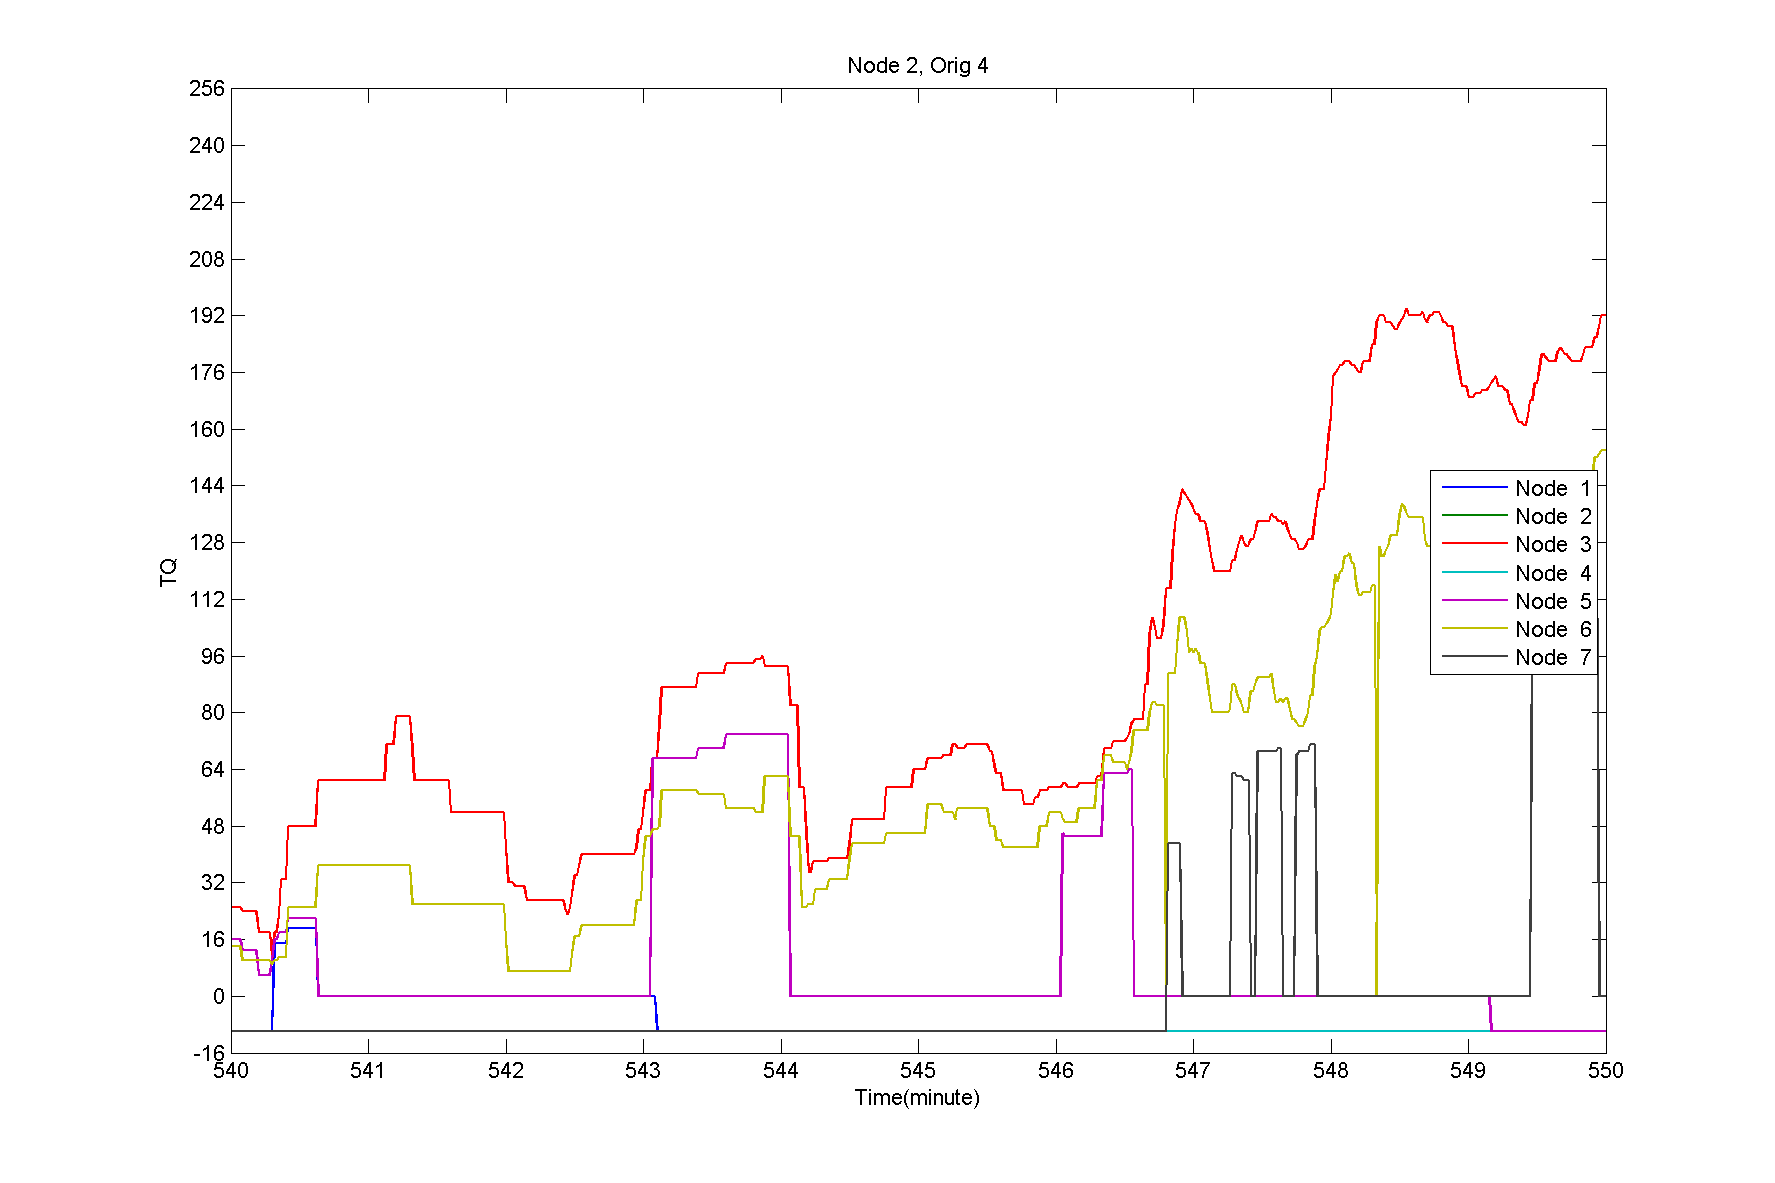 Node 2, Orig 4
256
240
224
208
192
176
160
144
128
112
96
80
64
48
32
16
0
-16
TQ
Node 1
Node 2
Node 3
Node 4
Node 5
Node 6
Node 7
540 541 542 543 544 545 546 547 548 549 550
Time(minute)